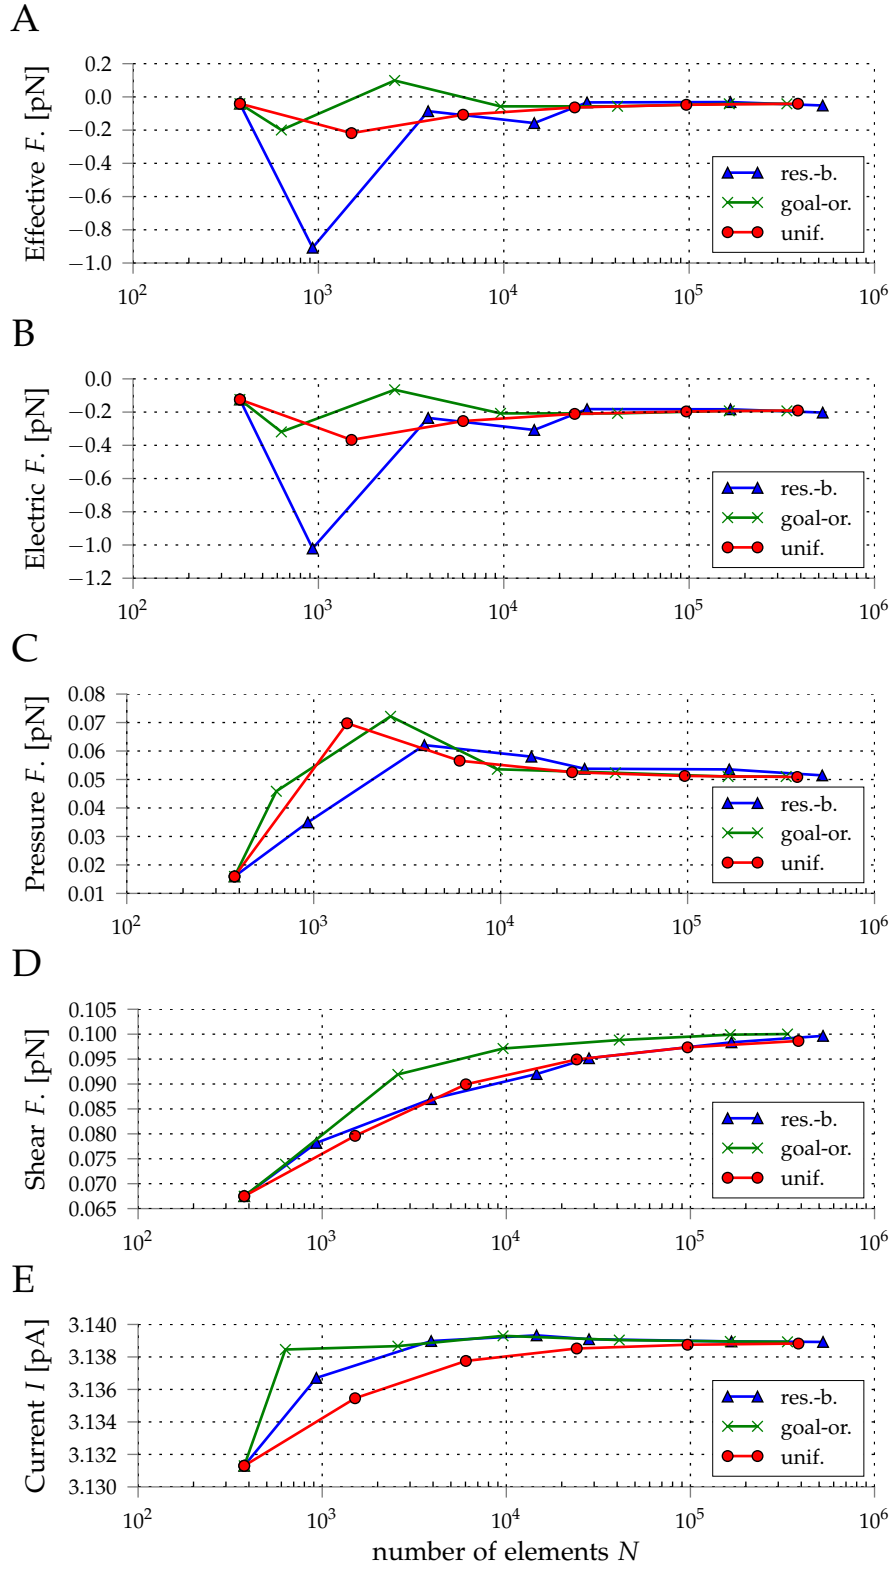 A
Effective F. [pN]
0.2
0.0
−0.2
−0.4
−0.6
−0.8
−1.0
res.-b.
goal-or.
unif.
10² 10³ 10⁴ 10⁵ 10⁶
B
Electric F. [pN]
0.0
−0.2
−0.4
−0.6
−0.8
−1.0
−1.2
res.-b.
goal-or.
unif.
10² 10³ 10⁴ 10⁵ 10⁶
C
Pressure F. [pN]
0.08
0.07
0.06
0.05
0.04
0.03
0.02
0.01
res.-b.
goal-or.
unif.
10² 10³ 10⁴ 10⁵ 10⁶
D
Shear F. [pN]
0.105
0.100
0.095
0.090
0.085
0.080
0.075
0.070
0.065
res.-b.
goal-or.
unif.
10² 10³ 10⁴ 10⁵ 10⁶
E
Current I [pA]
3.140
3.138
3.136
3.134
3.132
3.130
res.-b.
goal-or.
unif.
10² 10³ 10⁴ 10⁵ 10⁶
number of elements N